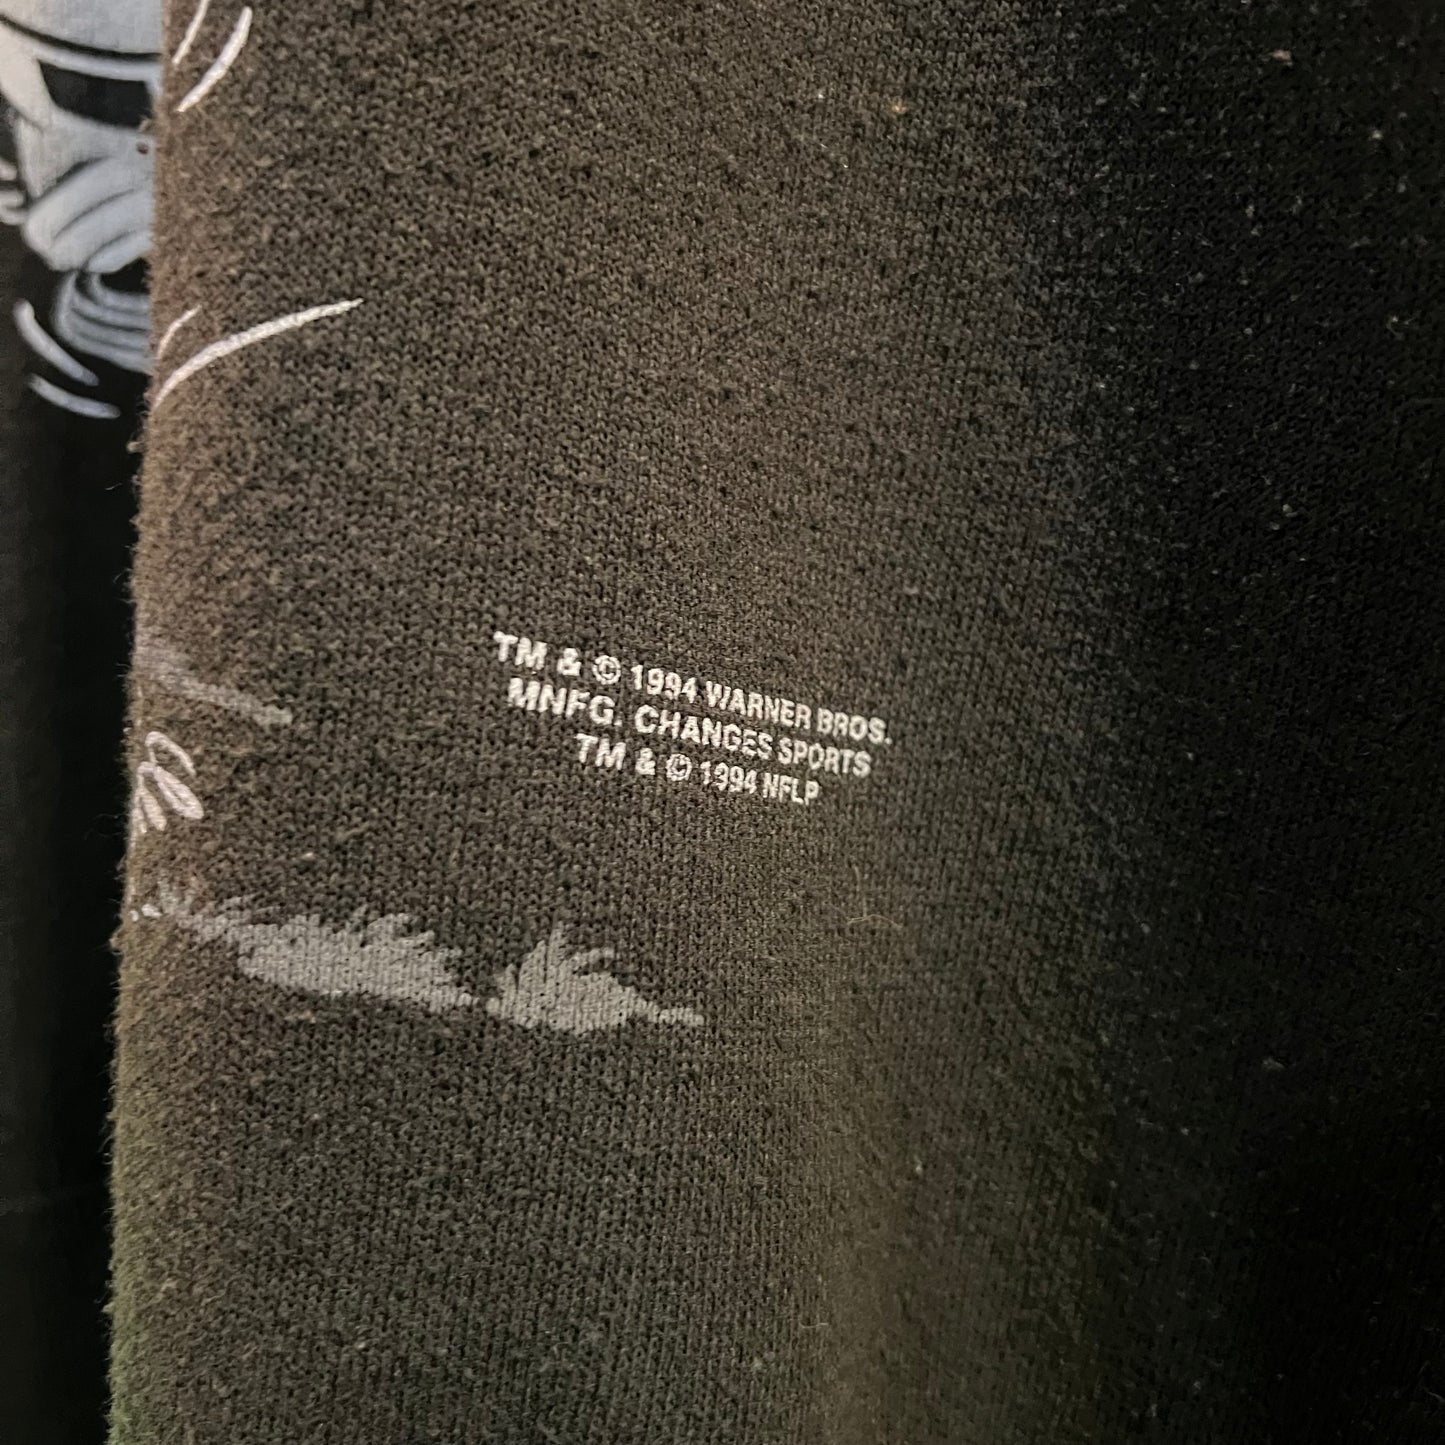 TM & © 1994 WARNER BROS.
MNFG. CHANGES SPORTS
TM & © 1994 NFLP